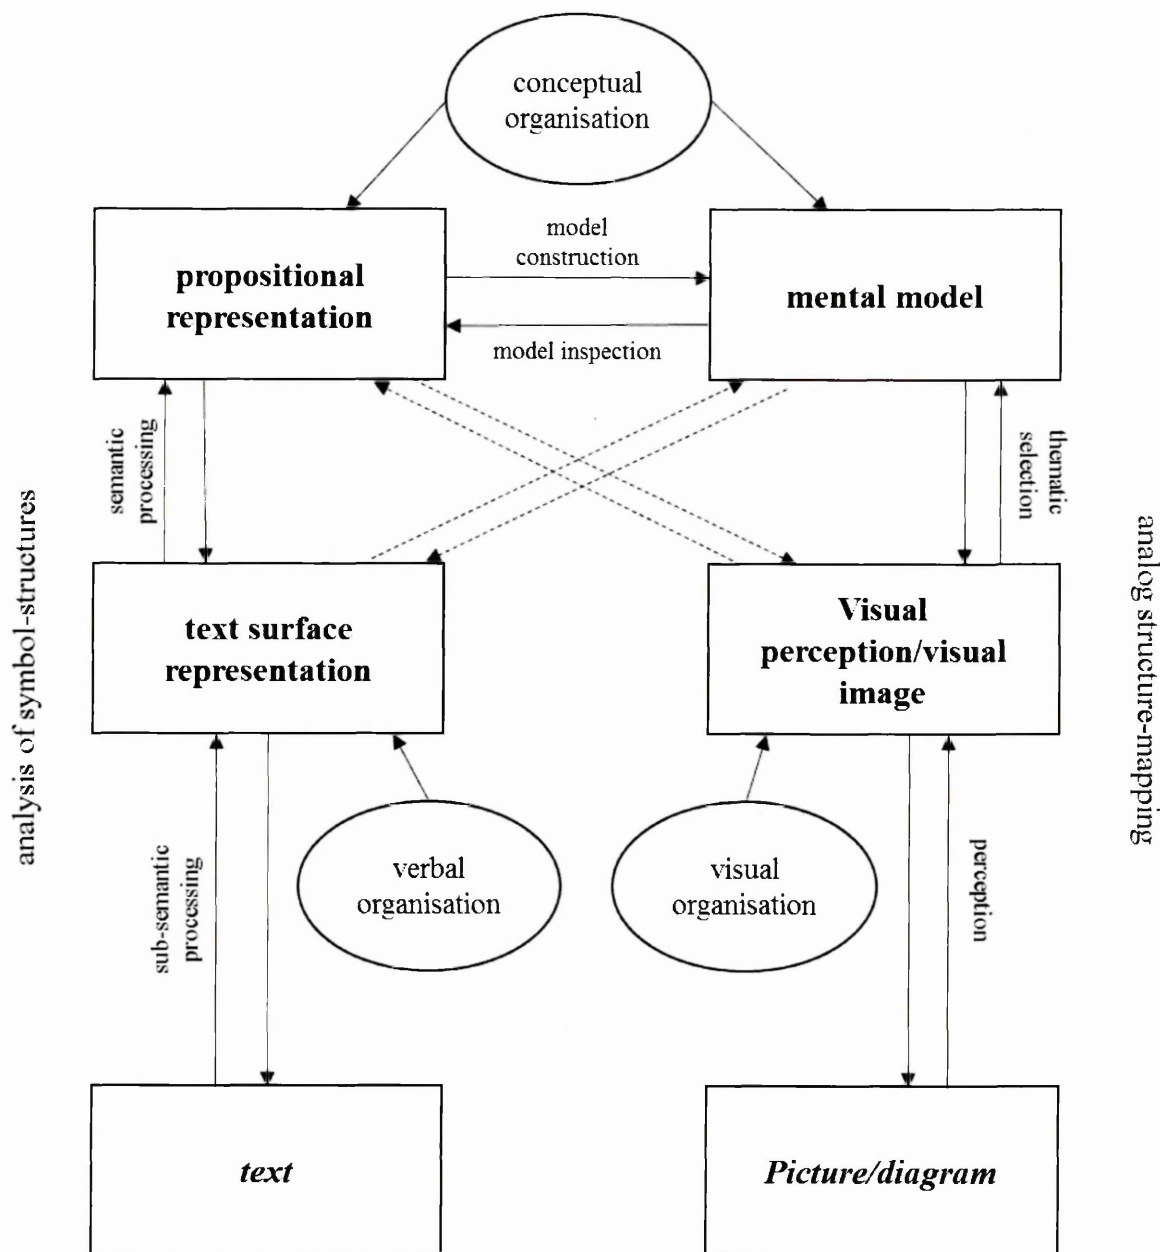 conceptual
organisation
propositional
representation
model
construction
mental model
model inspection
semantic
processing
thematic
selection
analysis of symbol-structures
analog structure-mapping
text surface
representation
Visual
perception/visual
image
sub-semantic
processing
verbal
organisation
visual
organisation
perception
text
Picture/diagram